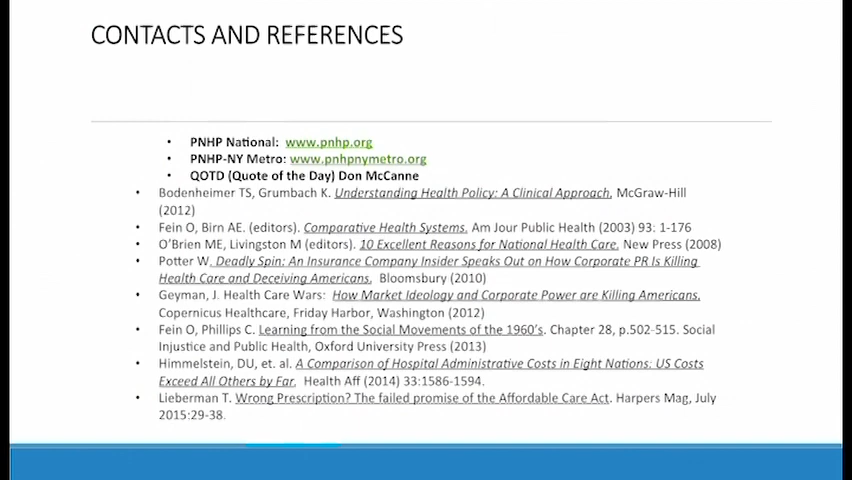 CONTACTS AND REFERENCES
• PNHP National: www.pnhp.org
• PNHP-NY Metro: www.pnhpnymetro.org
• QOTD (Quote of the Day) Don McCanne
• Bodenheimer TS, Grumbach K. Understanding Health Policy: A Clinical Approach, McGraw-Hill
(2012)
• Fein O, Birn AE. (editors). Comparative Health Systems. Am Jour Public Health (2003) 93: 1-176
• O'Brien ME, Livingston M (editors). 10 Excellent Reasons for National Health Care. New Press (2008)
• Potter W. Deadly Spin: An Insurance Company Insider Speaks Out on How Corporate PR Is Killing
Health Care and Deceiving Americans. Bloomsbury (2010)
• Geyman, J. Health Care Wars: How Market Ideology and Corporate Power are Killing Americans.
Copernicus Healthcare, Friday Harbor, Washington (2012)
• Fein O, Phillips C. Learning from the Social Movements of the 1960's. Chapter 28, p.502-515. Social
Injustice and Public Health, Oxford University Press (2013)
• Himmelstein, DU, et. al. A Comparison of Hospital Administrative Costs in Eight Nations: US Costs
Exceed All Others by Far. Health Aff (2014) 33:1586-1594.
• Lieberman T. Wrong Prescription? The failed promise of the Affordable Care Act. Harpers Mag, July
2015:29-38.